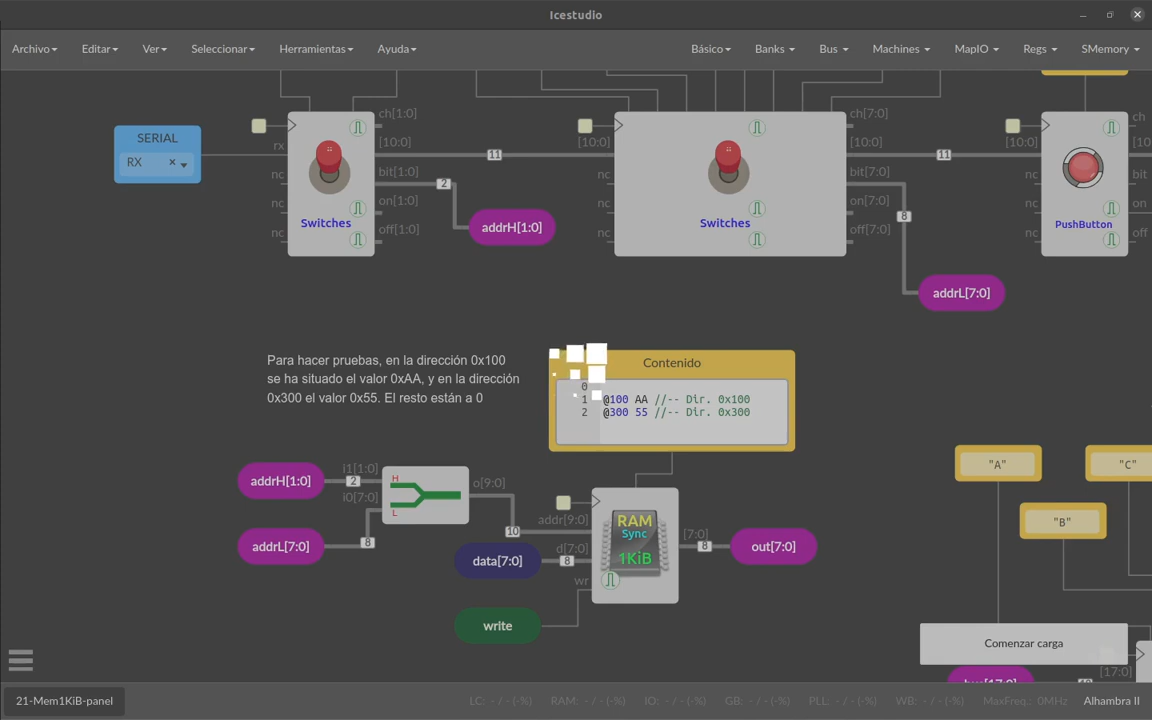 Icestudio
Archivo Editar Ver Seleccionar Herramientas Ayuda Básico Banks Bus Machines MapIO Regs SMemory
SERIAL
RX ×
rx
nc
nc
nc
Switches
ch[1:0]
[10:0]
bit[1:0]
on[1:0]
off[1:0]
2
11
addrH[1:0]
[10:0]
nc
nc
nc
Switches
ch[7:0]
[10:0]
bit[7:0]
on[7:0]
off[7:0]
11
8
addrL[7:0]
[10:0]
nc
nc
nc
PushButton
ch
[10:0]
bit
on
off
Para hacer pruebas, en la dirección 0x100
se ha situado el valor 0xAA, y en la dirección
0x300 el valor 0x55. El resto están a 0
Contenido
0
1 @100 AA //-- Dir. 0x100
2 @300 55 //-- Dir. 0x300
addrH[1:0]
addrL[7:0]
i1[1:0]
2
i0[7:0]
8
H
L
o[9:0]
10
addr[9:0]
data[7:0]
d[7:0]
8
wr
write
RAM
Sync
1KiB
[7:0]
8
out[7:0]
"A"
"C"
"B"
Comenzar carga
[17:0]
21-Mem1KiB-panel
LC: - / - (-%) RAM: - / - (-%) IO: - / - (-%) GB: - / - (-%) PLL: - / - (-%) WB: - / - (-%) MaxFreq.: 0MHz Alhambra II